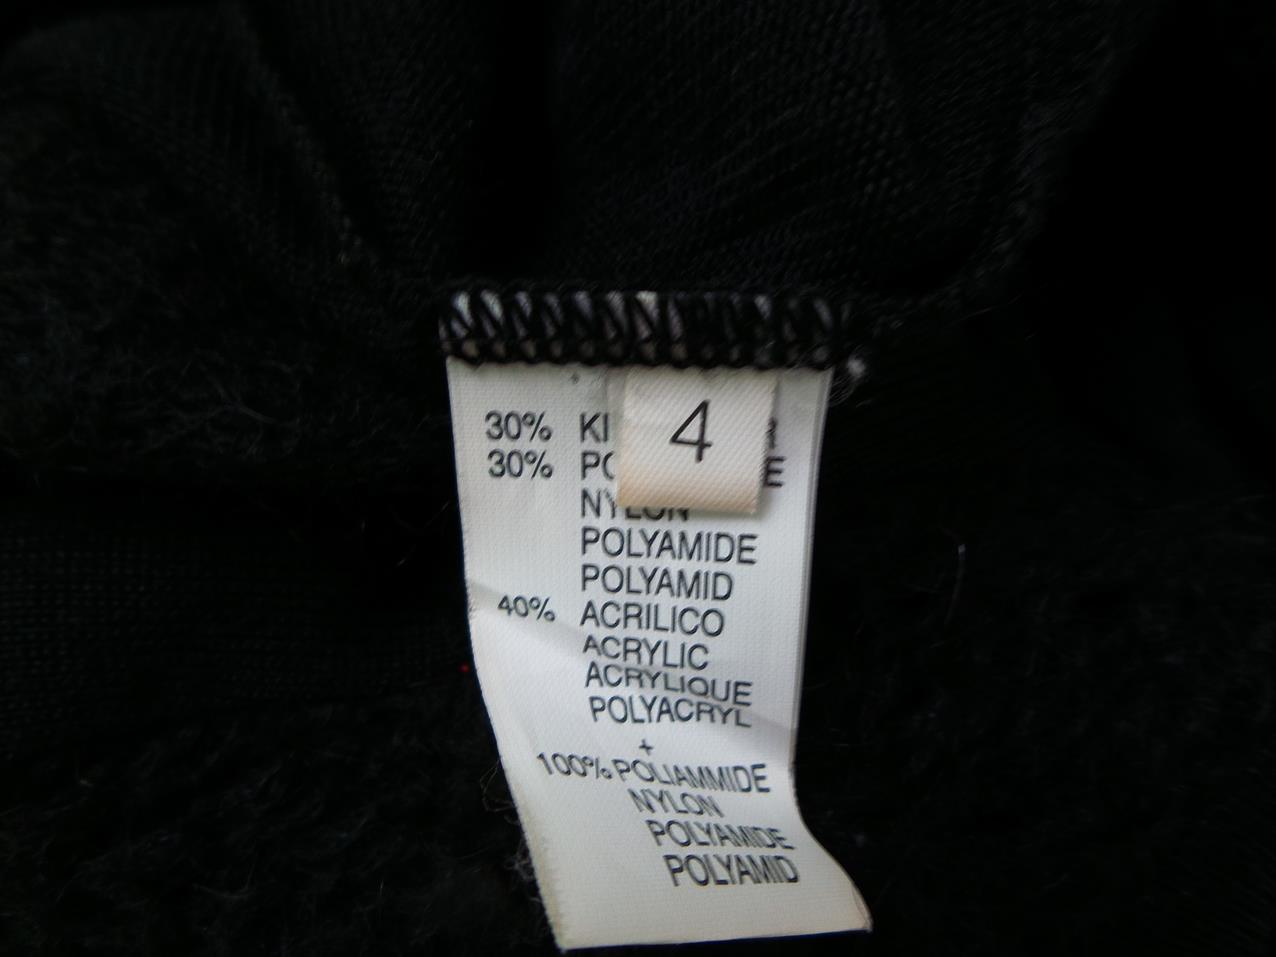 4
30%
30%
NYLON
POLYAMIDE
POLYAMID
40% ACRILICO
ACRYLIC
ACRYLIQUE
POLYACRYL
+
100% POLIAMMIDE
NYLON
POLYAMIDE
POLYAMID